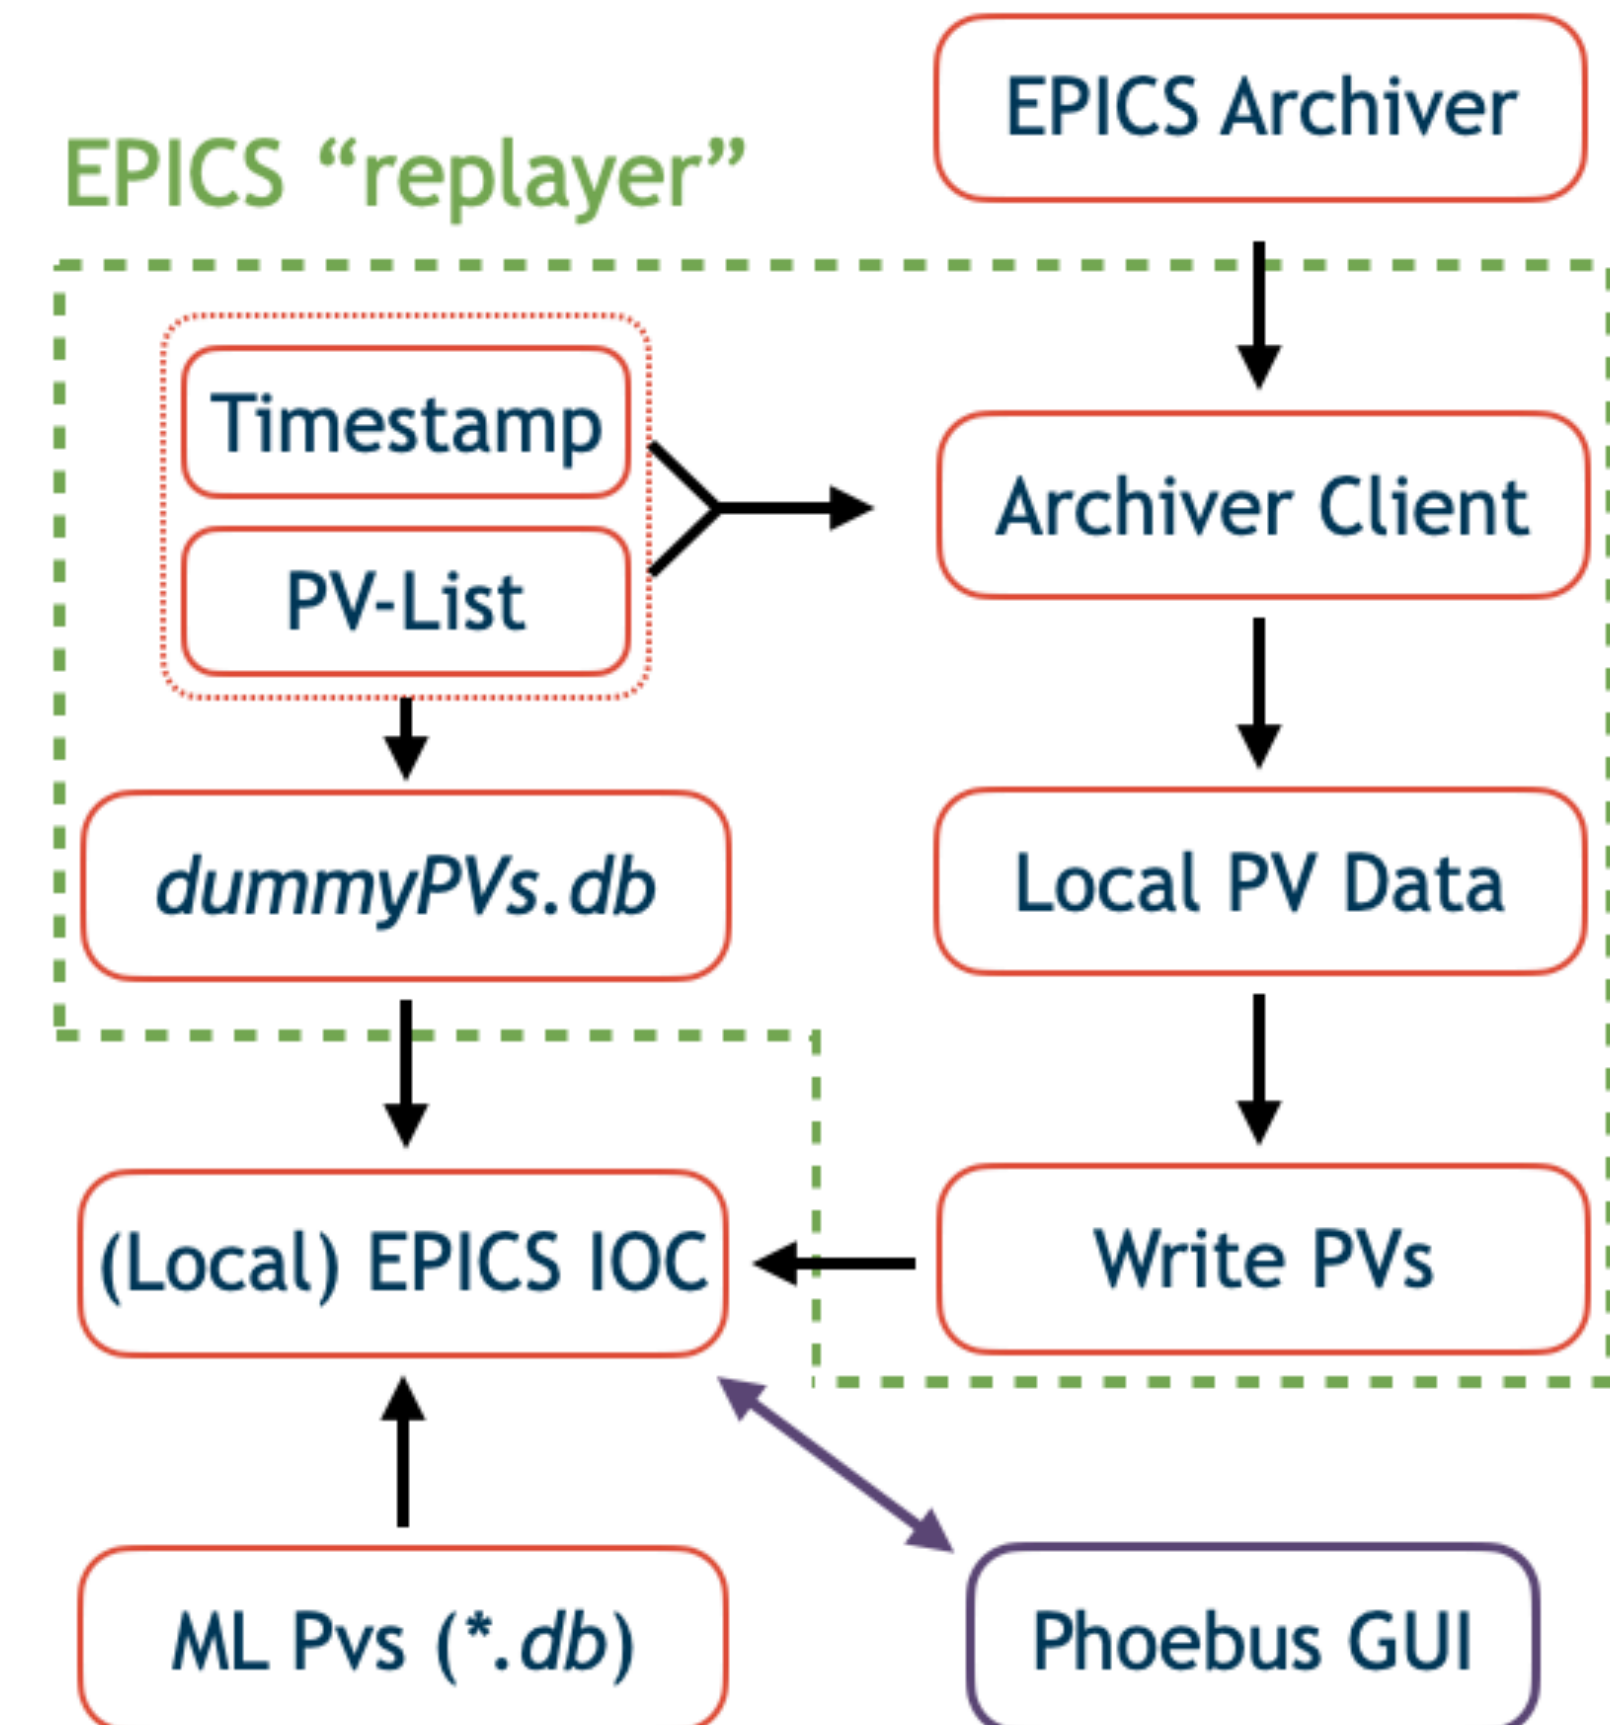 EPICS Archiver
EPICS “replayer”
Timestamp
PV-List
Archiver Client
dummyPVs.db
Local PV Data
(Local) EPICS IOC
Write PVs
ML Pvs (*.db)
Phoebus GUI